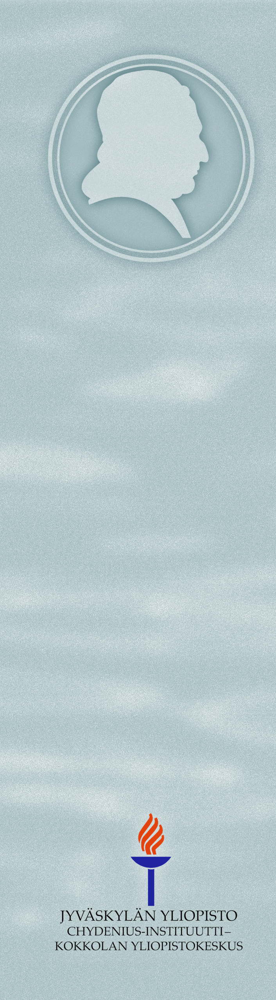 JYVÄSKYLÄN YLIOPISTO
CHYDENIUS-INSTITUUTTI–
KOKKOLAN YLIOPISTOKESKUS